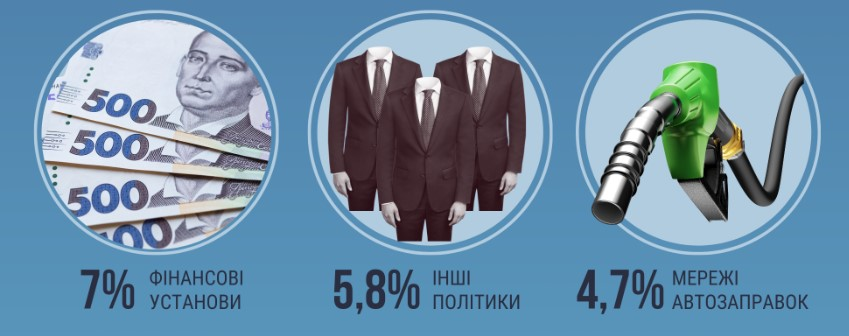 500
500
500
500
7%
ФІНАНСОВІ
УСТАНОВИ
5,8%
ІНШІ
ПОЛІТИКИ
4,7%
МЕРЕЖІ
АВТОЗАПРАВОК